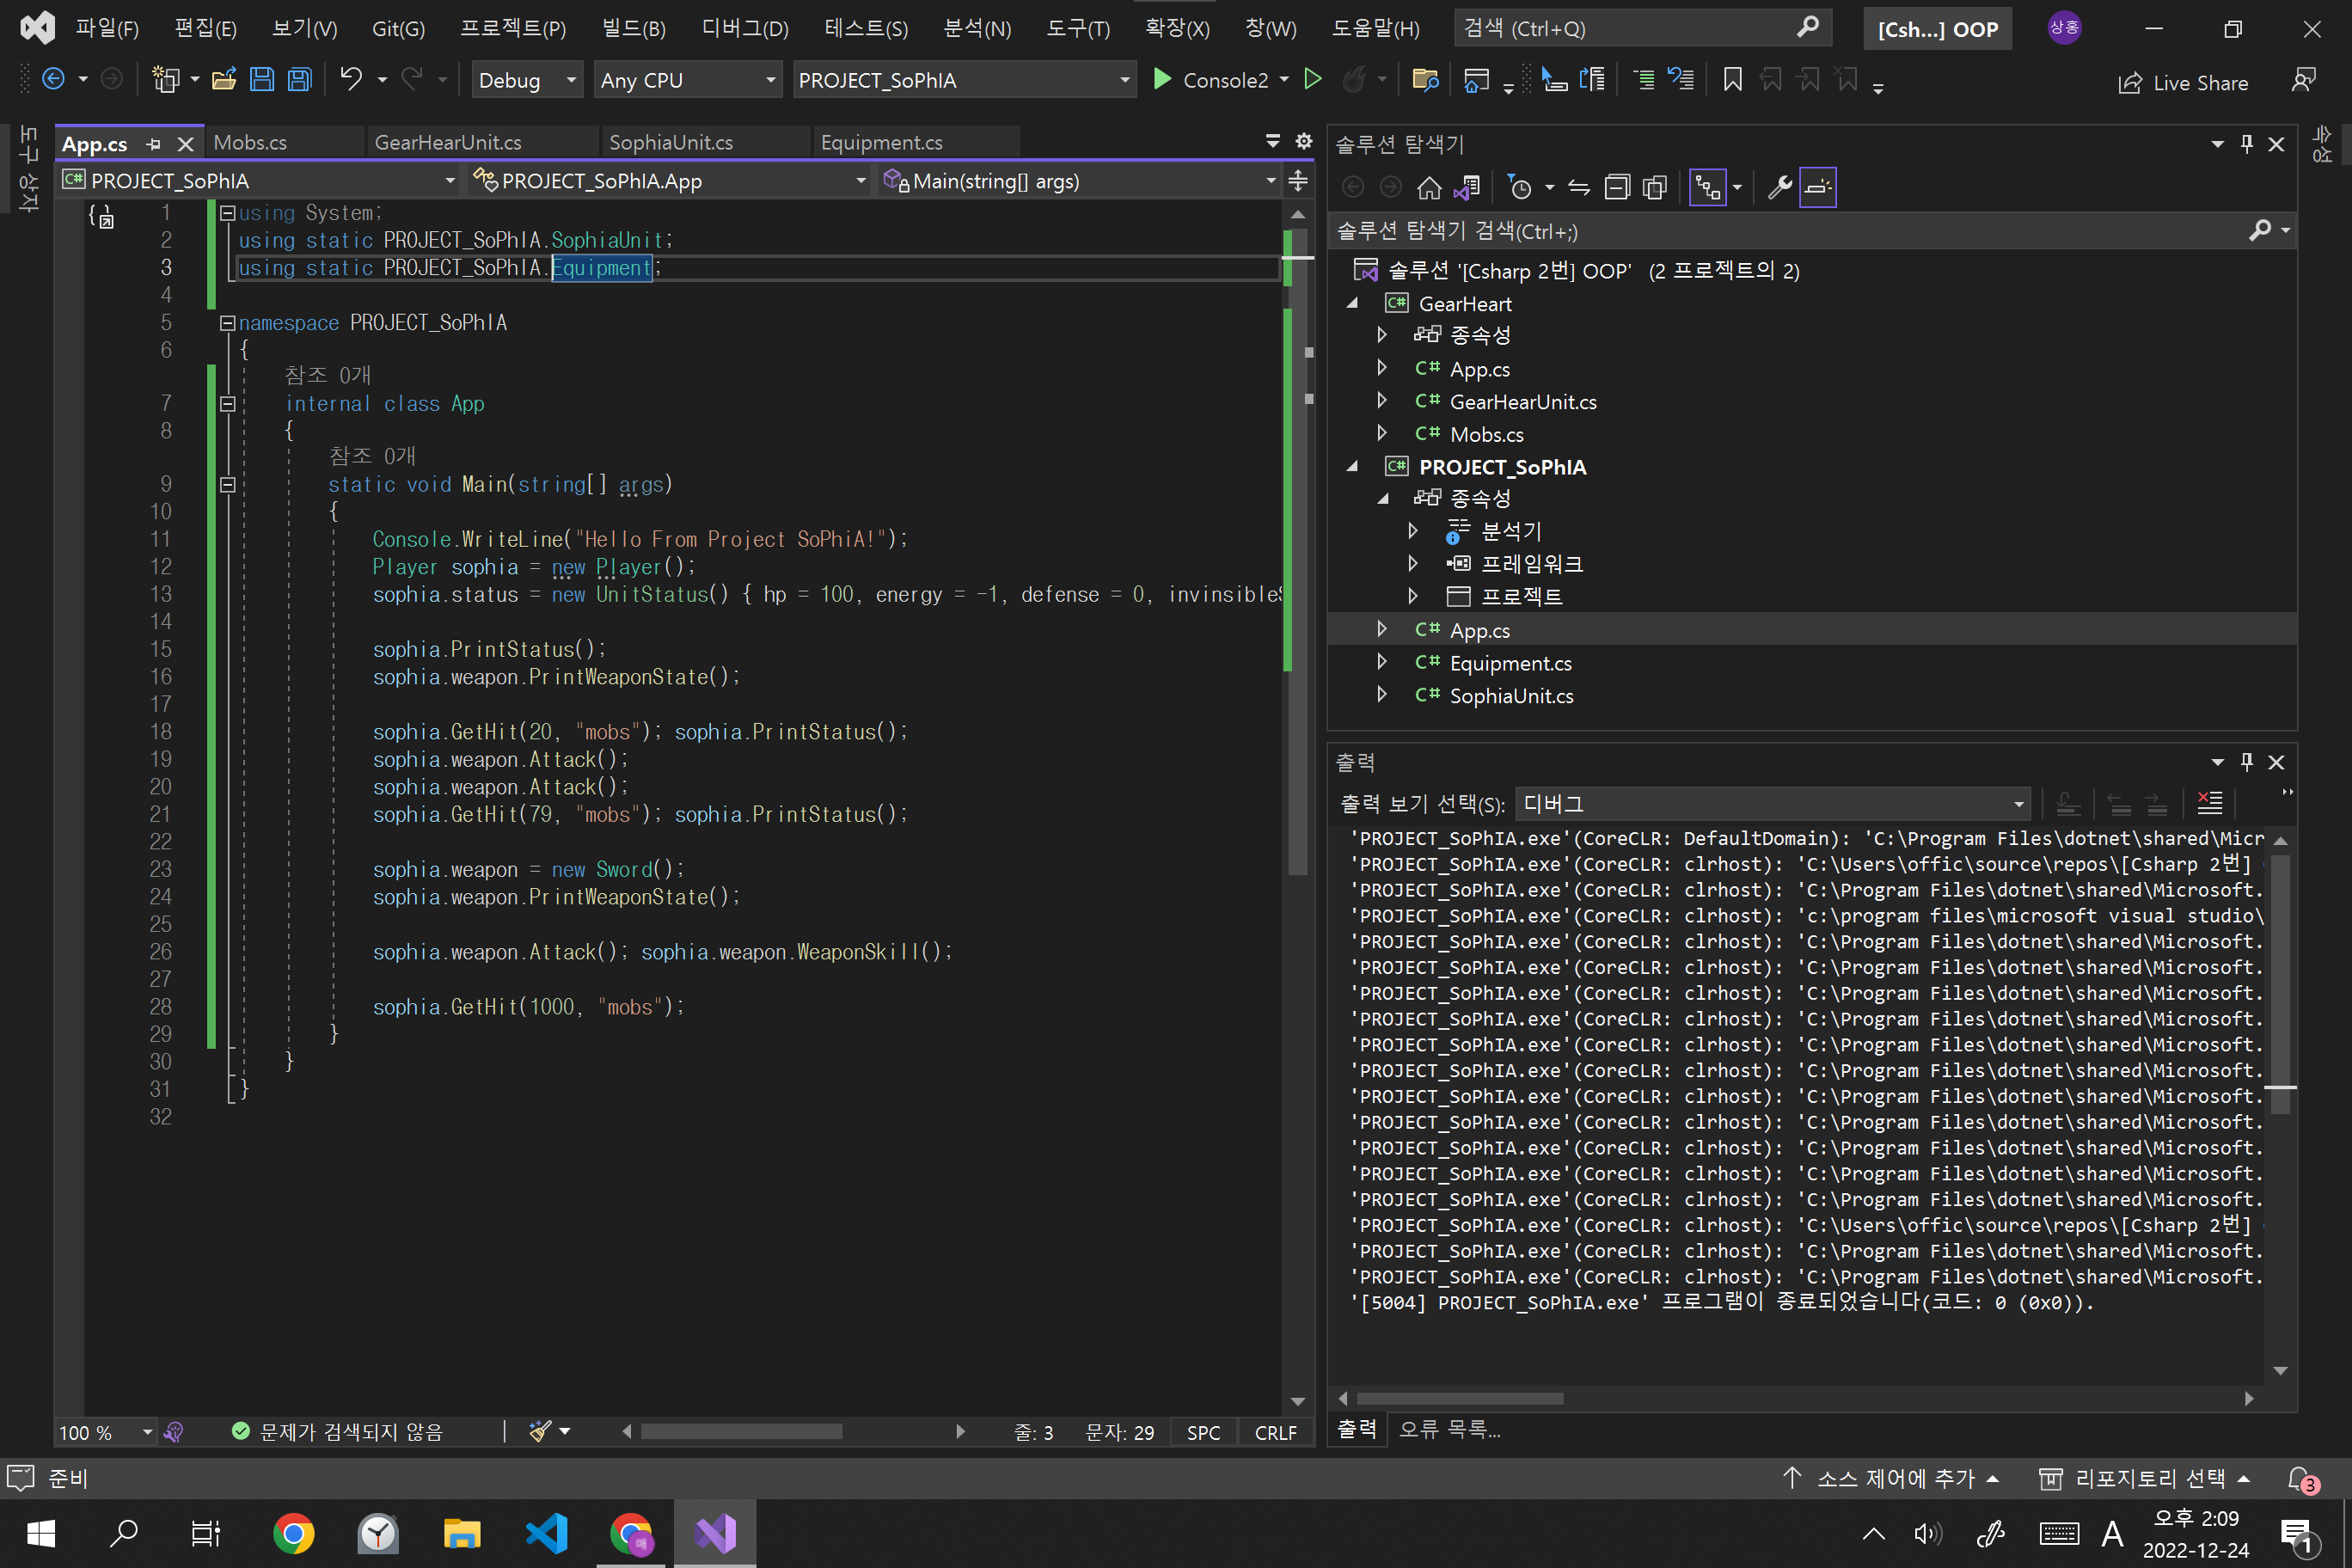 파일(F) 편집(E) 보기(V) Git(G) 프로젝트(P) 빌드(B) 디버그(D) 테스트(S) 분석(N) 도구(T) 확장(X) 창(W) 도움말(H) 검색 (Ctrl+Q) [Csh...] OOP 상홍
Debug Any CPU PROJECT_SoPhIA Console2 Live Share
도구 상자
App.cs Mobs.cs GearHearUnit.cs SophiaUnit.cs Equipment.cs
PROJECT_SoPhIA PROJECT_SoPhIA.App Main(string[] args)
1 using System;
2 using static PROJECT_SoPhIA.SophiaUnit;
3 using static PROJECT_SoPhIA.Equipment;
4
5 namespace PROJECT_SoPhIA
6 {
참조 0개
7 internal class App
8 {
참조 0개
9 static void Main(string[] args)
10 {
11 Console.WriteLine("Hello From Project SoPhiA!");
12 Player sophia = new Player();
13 sophia.status = new UnitStatus() { hp = 100, energy = -1, defense = 0, invinsibleS
14
15 sophia.PrintStatus();
16 sophia.weapon.PrintWeaponState();
17
18 sophia.GetHit(20, "mobs"); sophia.PrintStatus();
19 sophia.weapon.Attack();
20 sophia.weapon.Attack();
21 sophia.GetHit(79, "mobs"); sophia.PrintStatus();
22
23 sophia.weapon = new Sword();
24 sophia.weapon.PrintWeaponState();
25
26 sophia.weapon.Attack(); sophia.weapon.WeaponSkill();
27
28 sophia.GetHit(1000, "mobs");
29 }
30 }
31 }
32
100 % 문제가 검색되지 않음 줄: 3 문자: 29 SPC CRLF
솔루션 탐색기
속성
솔루션 탐색기 검색(Ctrl+;)
솔루션 '[Csharp 2번] OOP' (2 프로젝트의 2)
GearHeart
종속성
App.cs
GearHearUnit.cs
Mobs.cs
PROJECT_SoPhIA
종속성
분석기
프레임워크
프로젝트
App.cs
Equipment.cs
SophiaUnit.cs
출력
출력 보기 선택(S): 디버그
'PROJECT_SoPhIA.exe'(CoreCLR: DefaultDomain): 'C:\Program Files\dotnet\shared\Micr
'PROJECT_SoPhIA.exe'(CoreCLR: clrhost): 'C:\Users\offic\source\repos\[Csharp 2번]
'PROJECT_SoPhIA.exe'(CoreCLR: clrhost): 'C:\Program Files\dotnet\shared\Microsoft.
'PROJECT_SoPhIA.exe'(CoreCLR: clrhost): 'c:\program files\microsoft visual studio\
'PROJECT_SoPhIA.exe'(CoreCLR: clrhost): 'C:\Program Files\dotnet\shared\Microsoft.
'PROJECT_SoPhIA.exe'(CoreCLR: clrhost): 'C:\Program Files\dotnet\shared\Microsoft.
'PROJECT_SoPhIA.exe'(CoreCLR: clrhost): 'C:\Program Files\dotnet\shared\Microsoft.
'PROJECT_SoPhIA.exe'(CoreCLR: clrhost): 'C:\Program Files\dotnet\shared\Microsoft.
'PROJECT_SoPhIA.exe'(CoreCLR: clrhost): 'C:\Program Files\dotnet\shared\Microsoft.
'PROJECT_SoPhIA.exe'(CoreCLR: clrhost): 'C:\Program Files\dotnet\shared\Microsoft.
'PROJECT_SoPhIA.exe'(CoreCLR: clrhost): 'C:\Program Files\dotnet\shared\Microsoft.
'PROJECT_SoPhIA.exe'(CoreCLR: clrhost): 'C:\Program Files\dotnet\shared\Microsoft.
'PROJECT_SoPhIA.exe'(CoreCLR: clrhost): 'C:\Program Files\dotnet\shared\Microsoft.
'PROJECT_SoPhIA.exe'(CoreCLR: clrhost): 'C:\Program Files\dotnet\shared\Microsoft.
'PROJECT_SoPhIA.exe'(CoreCLR: clrhost): 'C:\Program Files\dotnet\shared\Microsoft.
'PROJECT_SoPhIA.exe'(CoreCLR: clrhost): 'C:\Users\offic\source\repos\[Csharp 2번]
'PROJECT_SoPhIA.exe'(CoreCLR: clrhost): 'C:\Program Files\dotnet\shared\Microsoft.
'PROJECT_SoPhIA.exe'(CoreCLR: clrhost): 'C:\Program Files\dotnet\shared\Microsoft.
'[5004] PROJECT_SoPhIA.exe' 프로그램이 종료되었습니다(코드: 0 (0x0)).
출력 오류 목록...
준비 소스 제어에 추가 리포지토리 선택 3
A 오후 2:09
2022-12-24 1